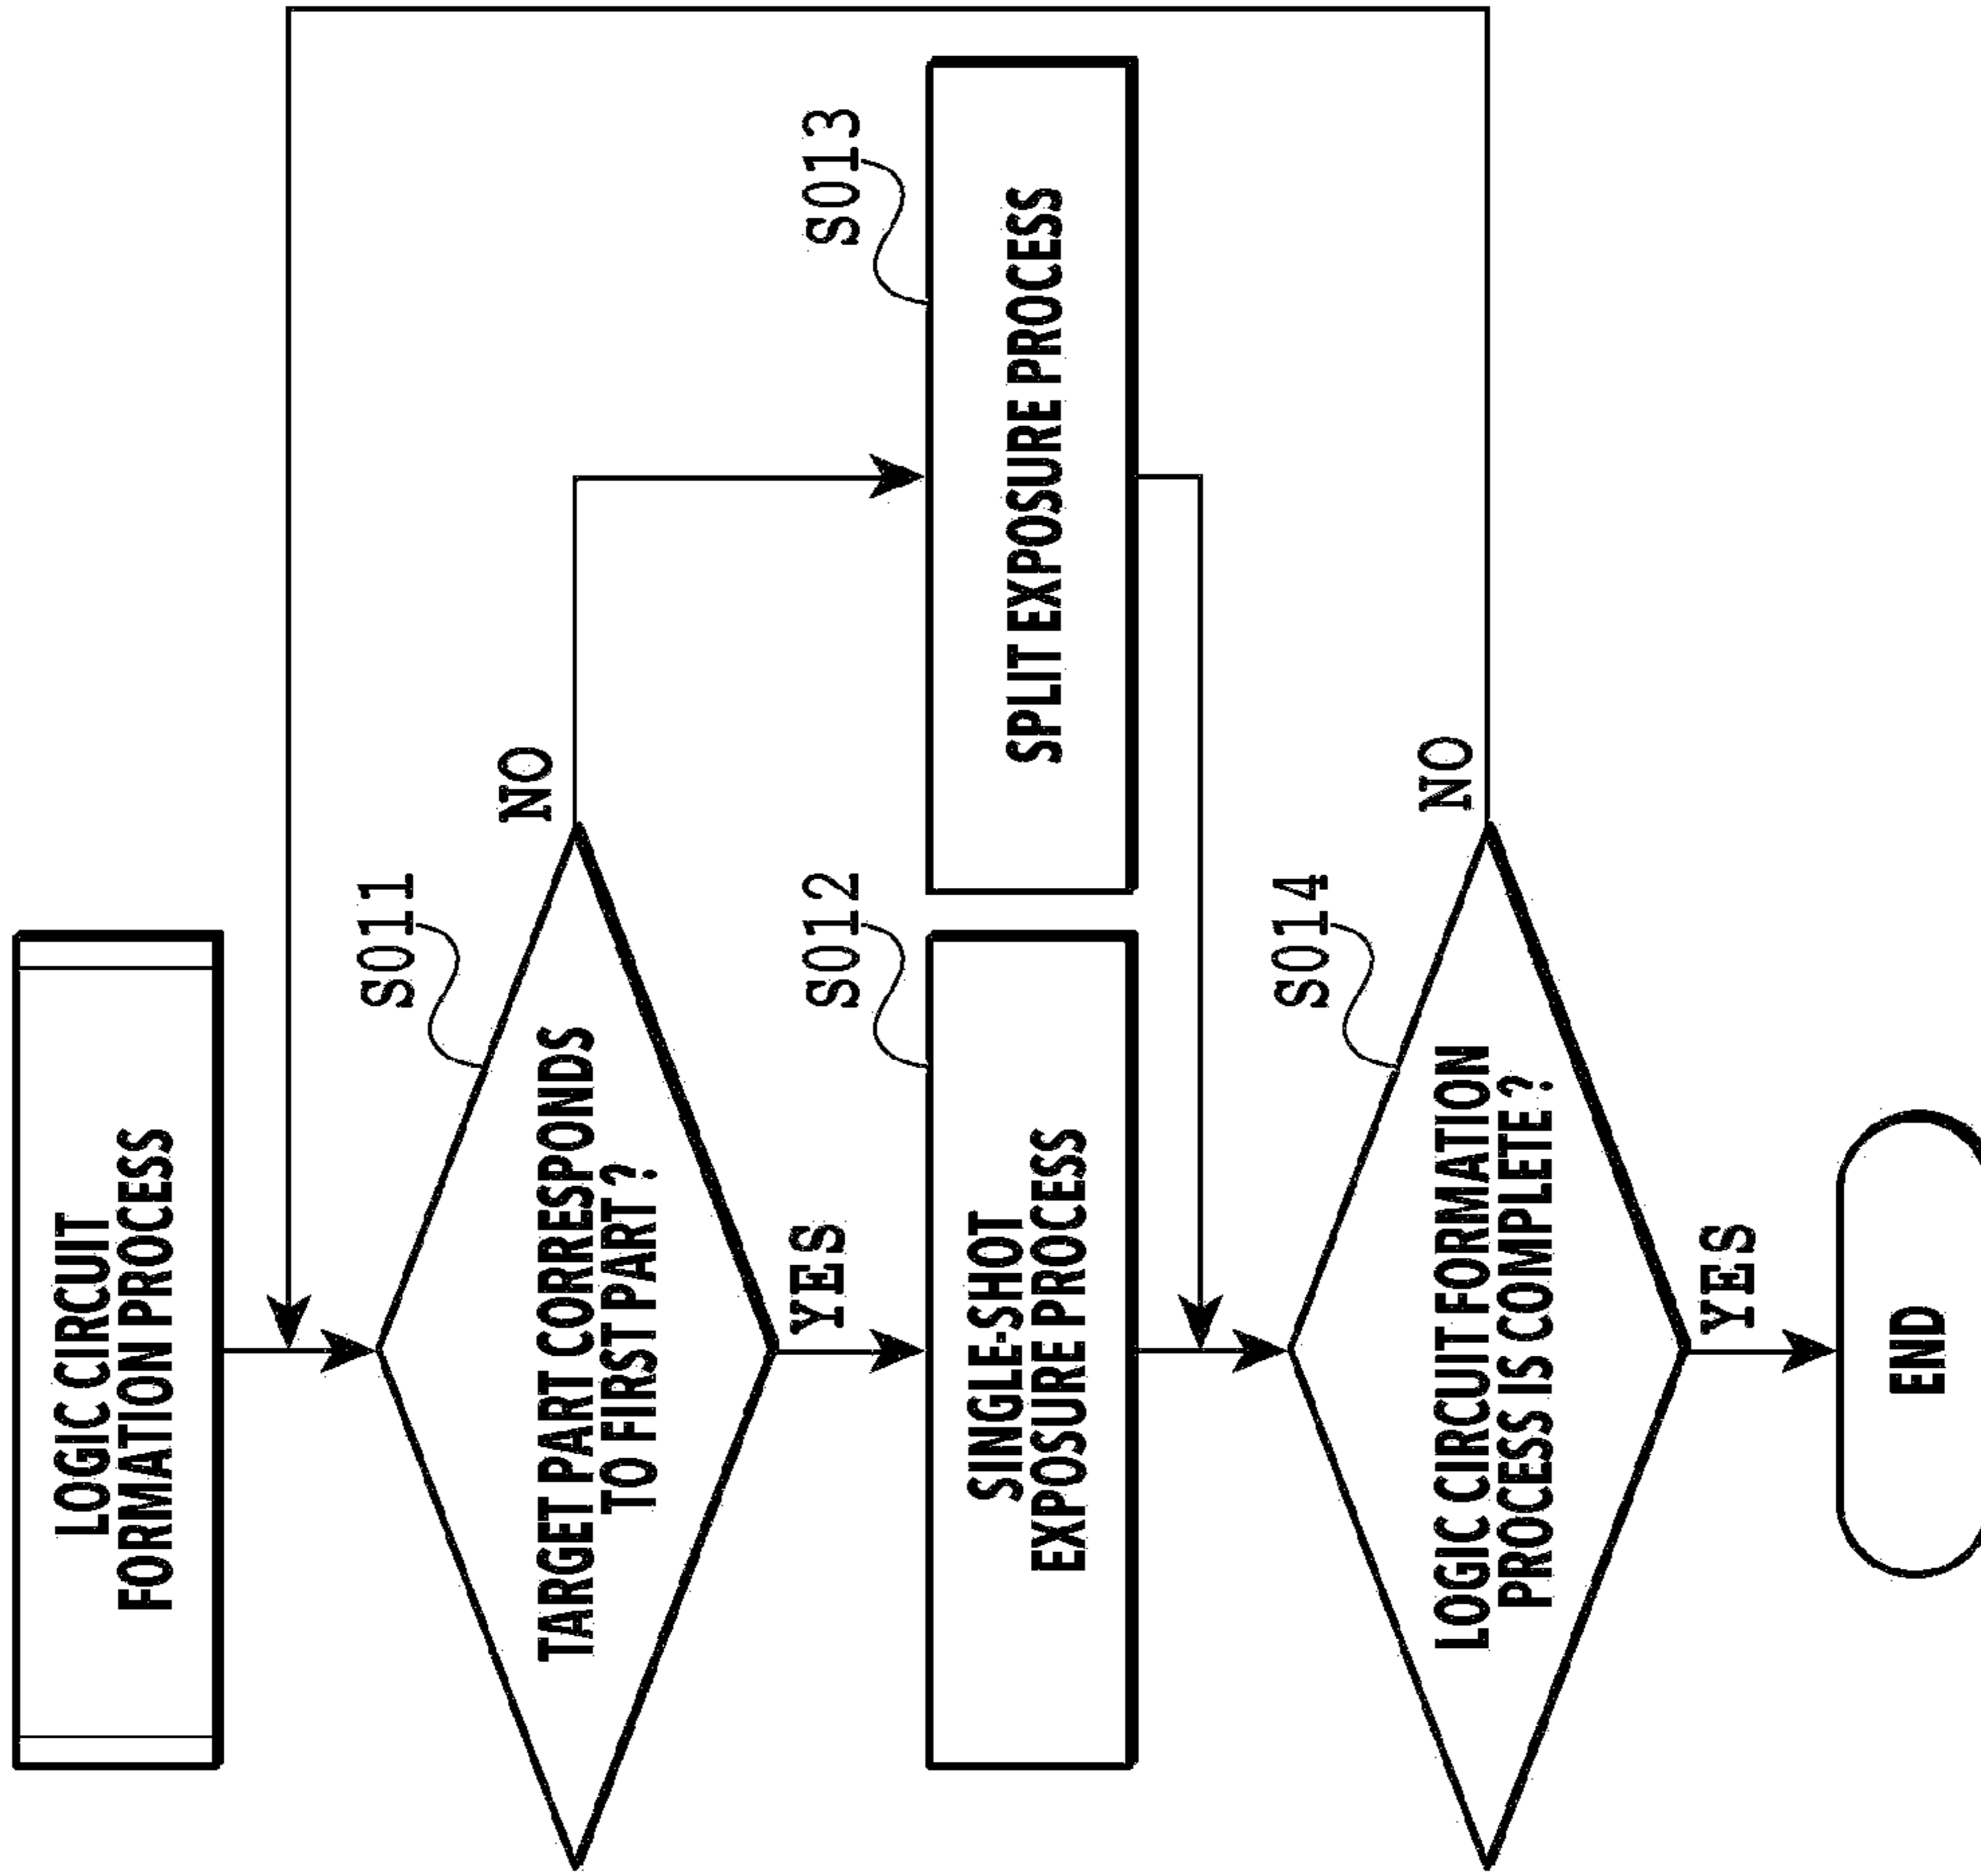 LOGIC CIRCUIT
FORMATION PROCESS
S011
TARGET PART CORRESPONDS
TO FIRST PART ?
NO
YES
S012
SINGLE-SHOT
EXPOSURE PROCESS
S013
SPLIT EXPOSURE PROCESS
S014
LOGIC CIRCUIT FORMATION
PROCESS IS COMPLETE ?
NO
YES
END